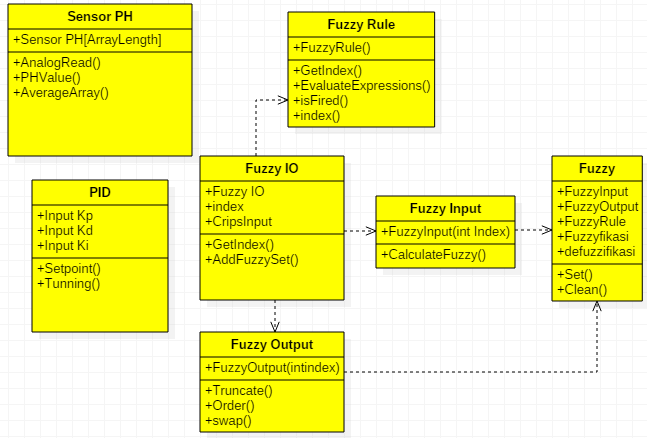 Sensor PH
+Sensor PH[ArrayLength]
+AnalogRead()
+PHValue()
+AverageArray()
Fuzzy Rule
+FuzzyRule()
+GetIndex()
+EvaluateExpressions()
+isFired()
+index()
PID
+Input Kp
+Input Kd
+Input Ki
+Setpoint()
+Tunning()
Fuzzy IO
+Fuzzy IO
+index
+CripsInput
+GetIndex()
+AddFuzzySet()
Fuzzy Input
+FuzzyInput(int Index)
+CalculateFuzzy()
Fuzzy
+FuzzyInput
+FuzzyOutput
+FuzzyRule
+Fuzzyfikasi
+defuzzifikasi
+Set()
+Clean()
Fuzzy Output
+FuzzyOutput(intindex)
+Truncate()
+Order()
+swap()